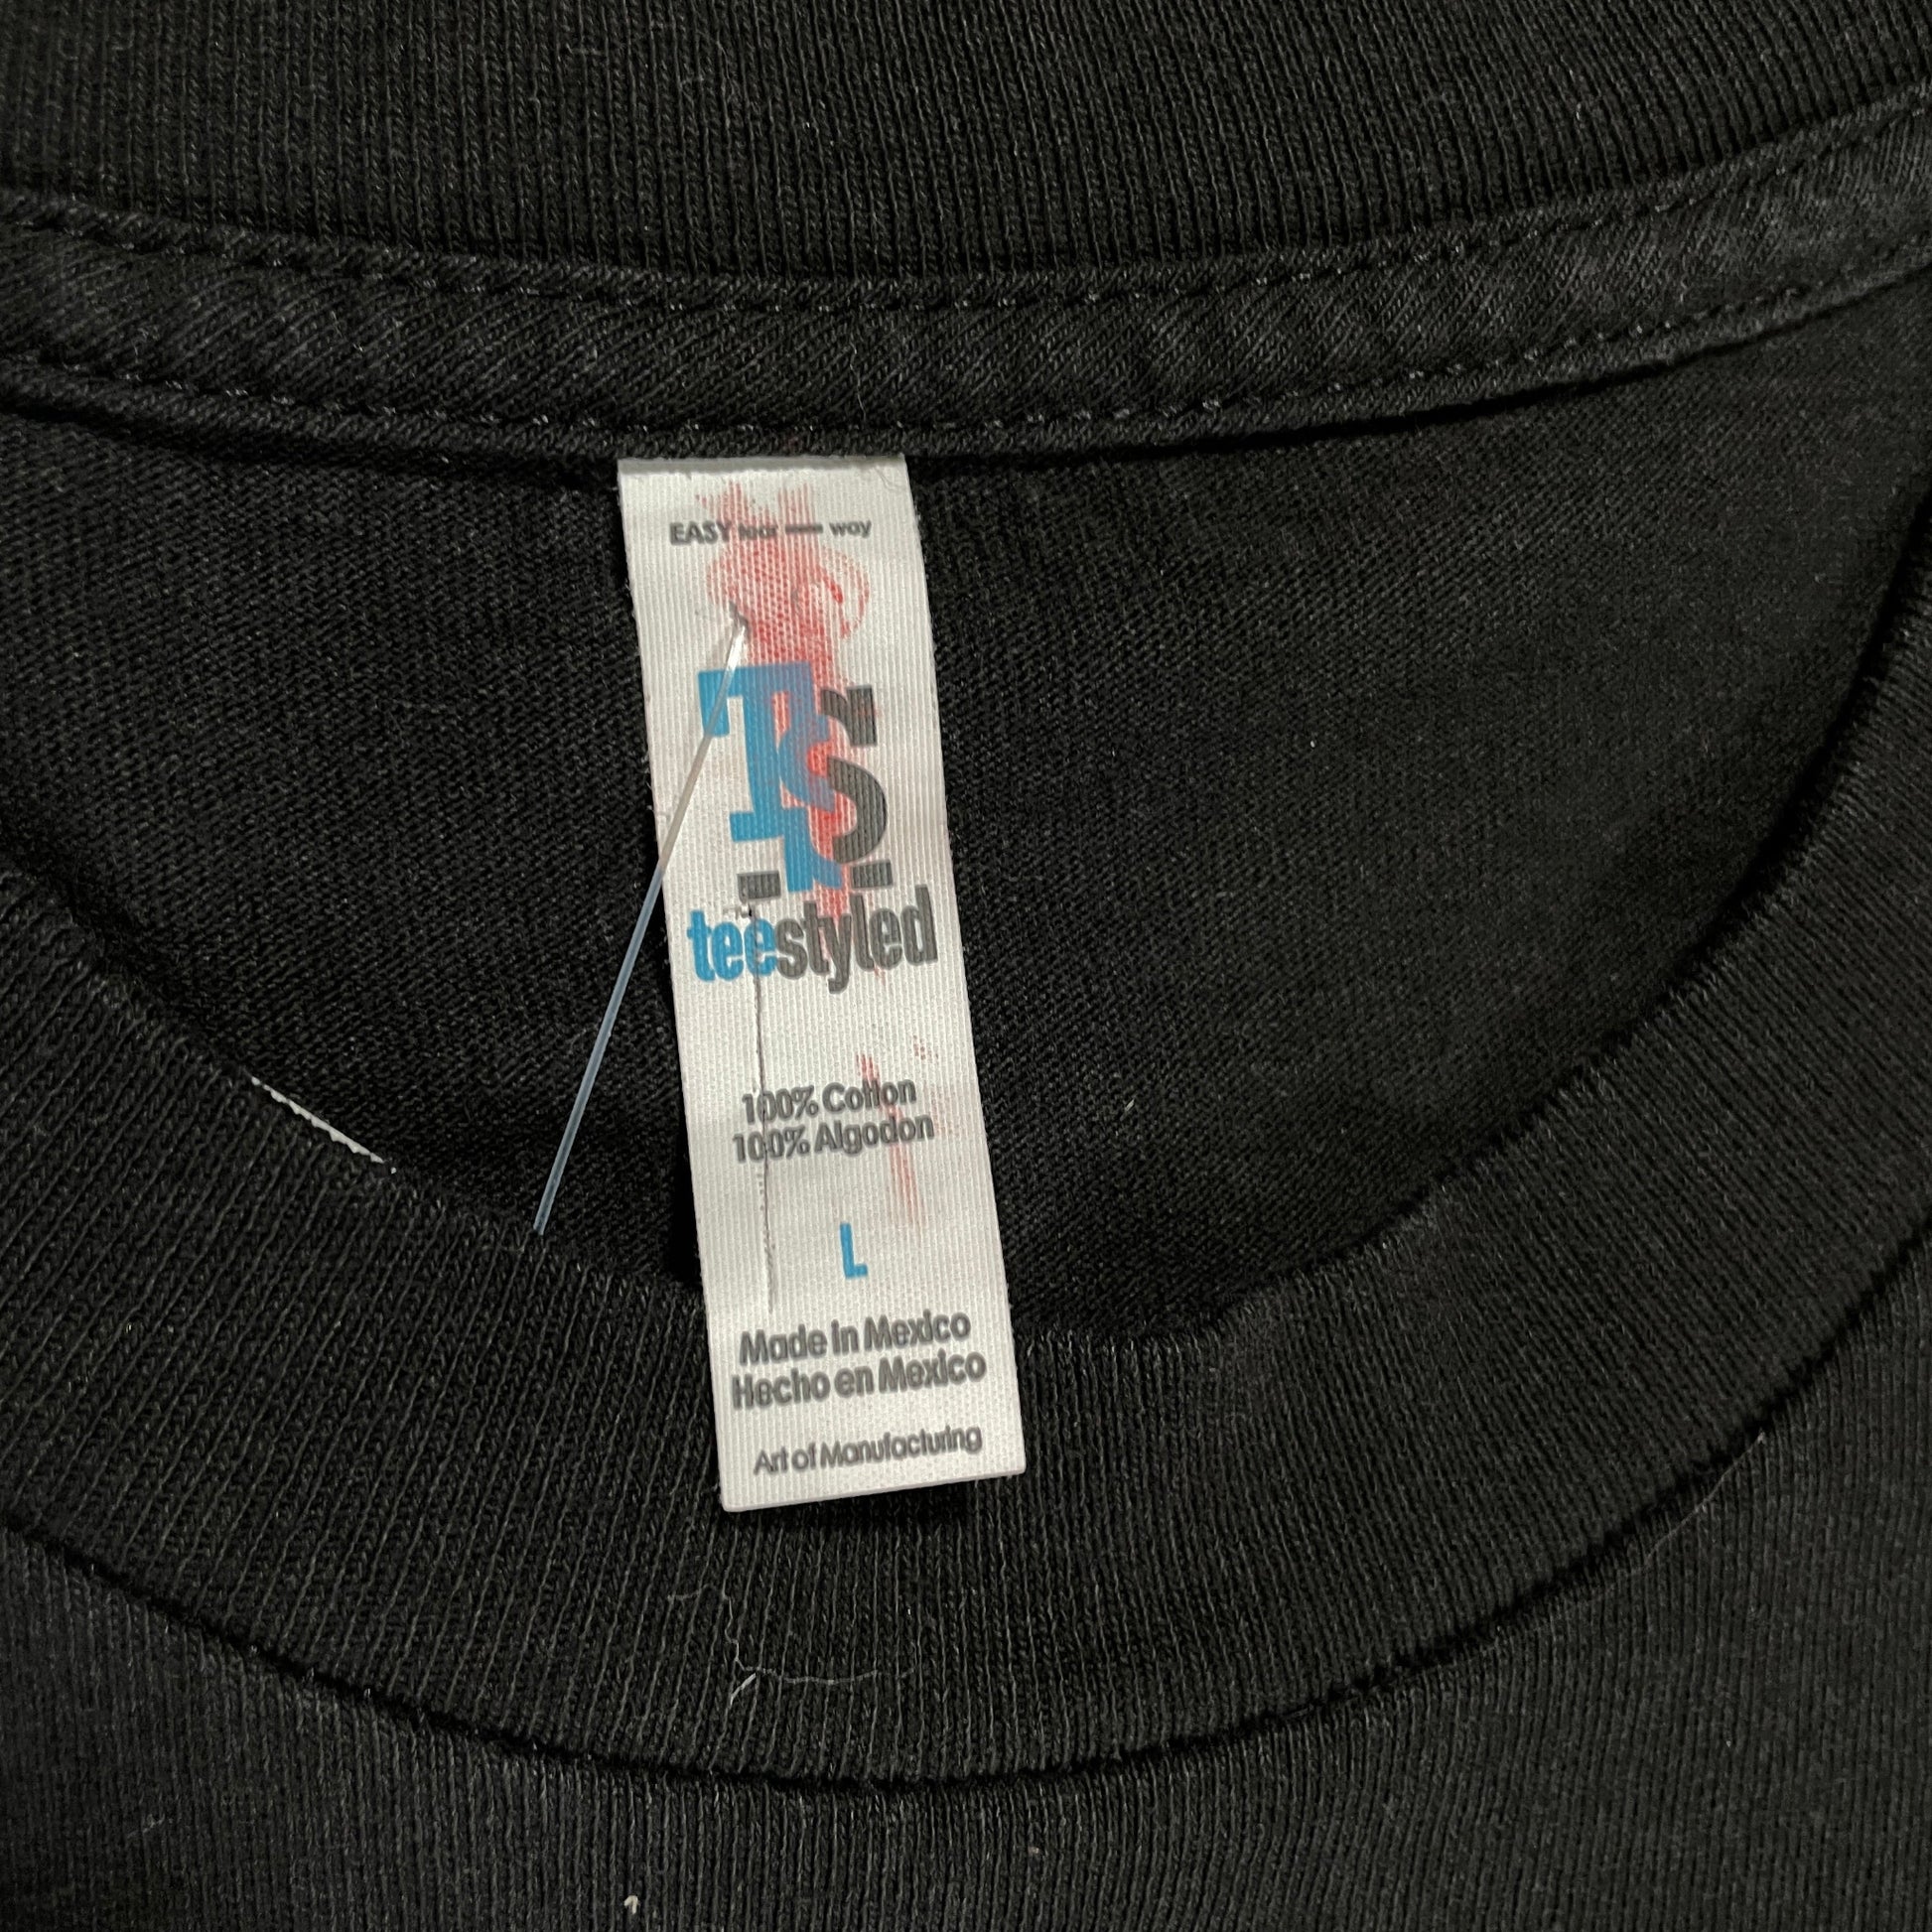 EASY tear — way
TS
teestyled
100% Cotton
100% Algodon
L
Made in Mexico
Hecho en Mexico
Art of Manufacturing